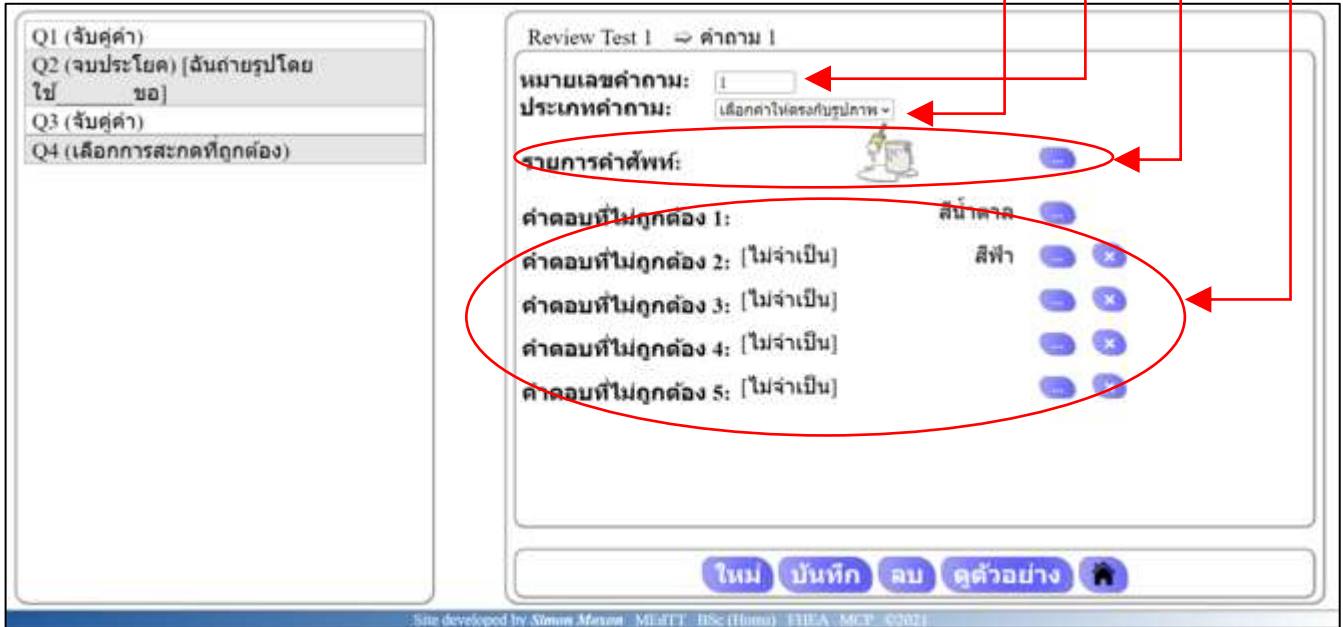 Q1 (จับคู่คำ)
Q2 (จบประโยค) [ฉันถ่ายรูปโดย
ใช้________ขอ]
Q3 (จับคู่คำ)
Q4 (เลือกการสะกดที่ถูกต้อง)
Review Test 1 ⇨ คำถาม 1
หมายเลขคำถาม: 1
ประเภทคำถาม: เลือกคำให้ตรงกับรูปภาพ
รายการคำศัพท์: ...
คำตอบที่ไม่ถูกต้อง 1: สีน้ำตาล ...
คำตอบที่ไม่ถูกต้อง 2: [ไม่จำเป็น] สีฟ้า ... ×
คำตอบที่ไม่ถูกต้อง 3: [ไม่จำเป็น] ... ×
คำตอบที่ไม่ถูกต้อง 4: [ไม่จำเป็น] ... ×
คำตอบที่ไม่ถูกต้อง 5: [ไม่จำเป็น] ... ×
ใหม่ บันทึก ลบ ดูตัวอย่าง
Site developed by Simon Moxon MEdTT BSc (Hons) FHEA MCP ©2021